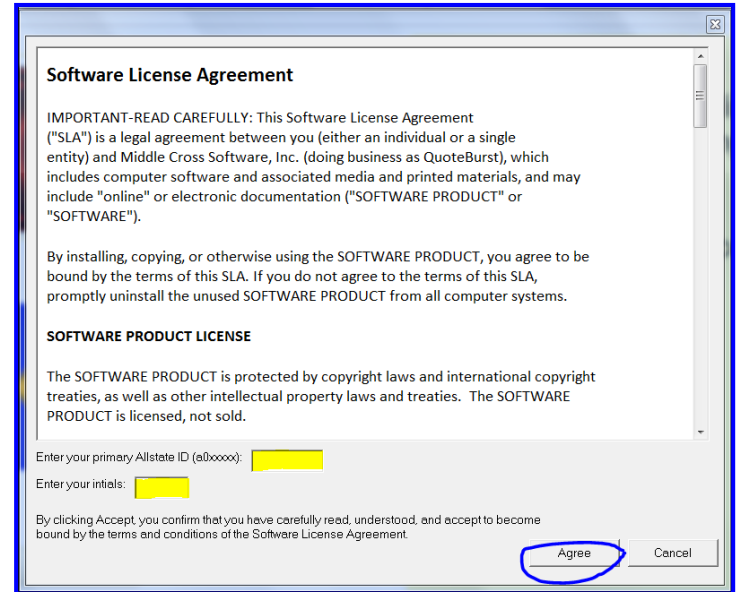 Software License Agreement
IMPORTANT-READ CAREFULLY: This Software License Agreement
("SLA") is a legal agreement between you (either an individual or a single
entity) and Middle Cross Software, Inc. (doing business as QuoteBurst), which
includes computer software and associated media and printed materials, and may
include "online" or electronic documentation ("SOFTWARE PRODUCT" or
"SOFTWARE").
By installing, copying, or otherwise using the SOFTWARE PRODUCT, you agree to be
bound by the terms of this SLA. If you do not agree to the terms of this SLA,
promptly uninstall the unused SOFTWARE PRODUCT from all computer systems.
SOFTWARE PRODUCT LICENSE
The SOFTWARE PRODUCT is protected by copyright laws and international copyright
treaties, as well as other intellectual property laws and treaties.  The SOFTWARE
PRODUCT is licensed, not sold.
Enter your primary Allstate ID (a0xxxxx):
Enter your intials:
By clicking Accept, you confirm that you have carefully read, understood, and accept to become
bound by the terms and conditions of the Software License Agreement.
Agree Cancel